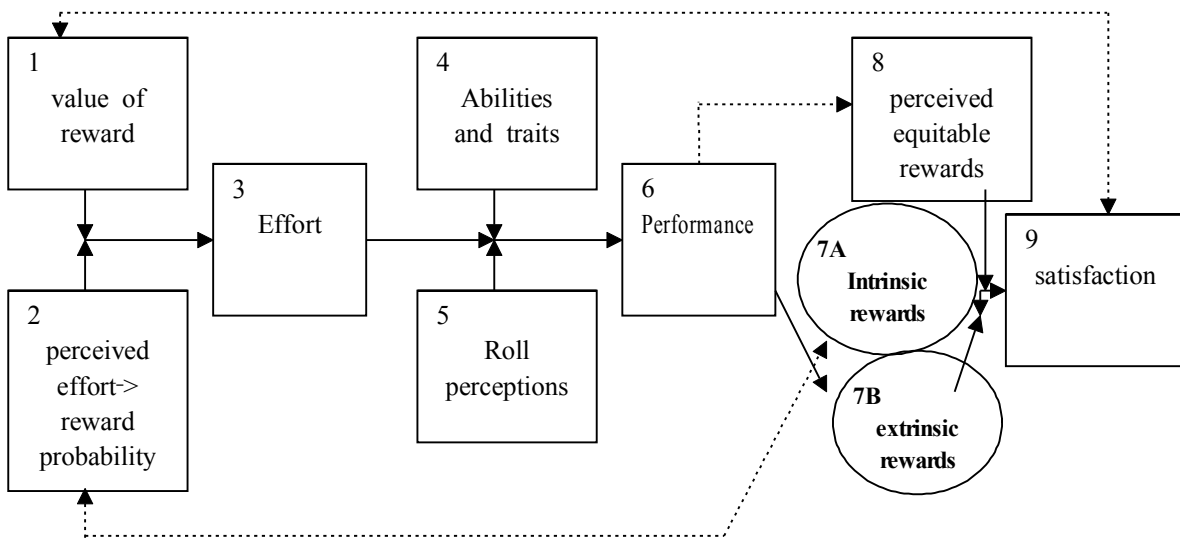 1
value of
reward
2
perceived
effort->
reward
probability
3
Effort
4
Abilities
and traits
5
Roll
perceptions
6
Performance
7A
Intrinsic
rewards
7B
extrinsic
rewards
8
perceived
equitable
rewards
9
satisfaction